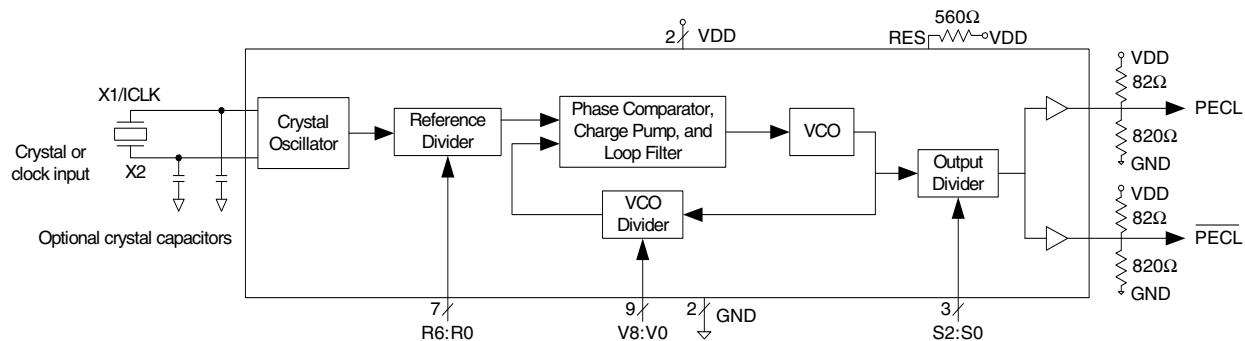 560Ω
2 VDD
RES
VDD
X1/ICLK
X2
Crystal or
clock input
Optional crystal capacitors
Crystal
Oscillator
Reference
Divider
Phase Comparator,
Charge Pump, and
Loop Filter
VCO
VCO
Divider
Output
Divider
VDD
82Ω
PECL
820Ω
GND
VDD
82Ω
PECL
820Ω
GND
7
R6:R0
9
V8:V0
2
GND
3
S2:S0